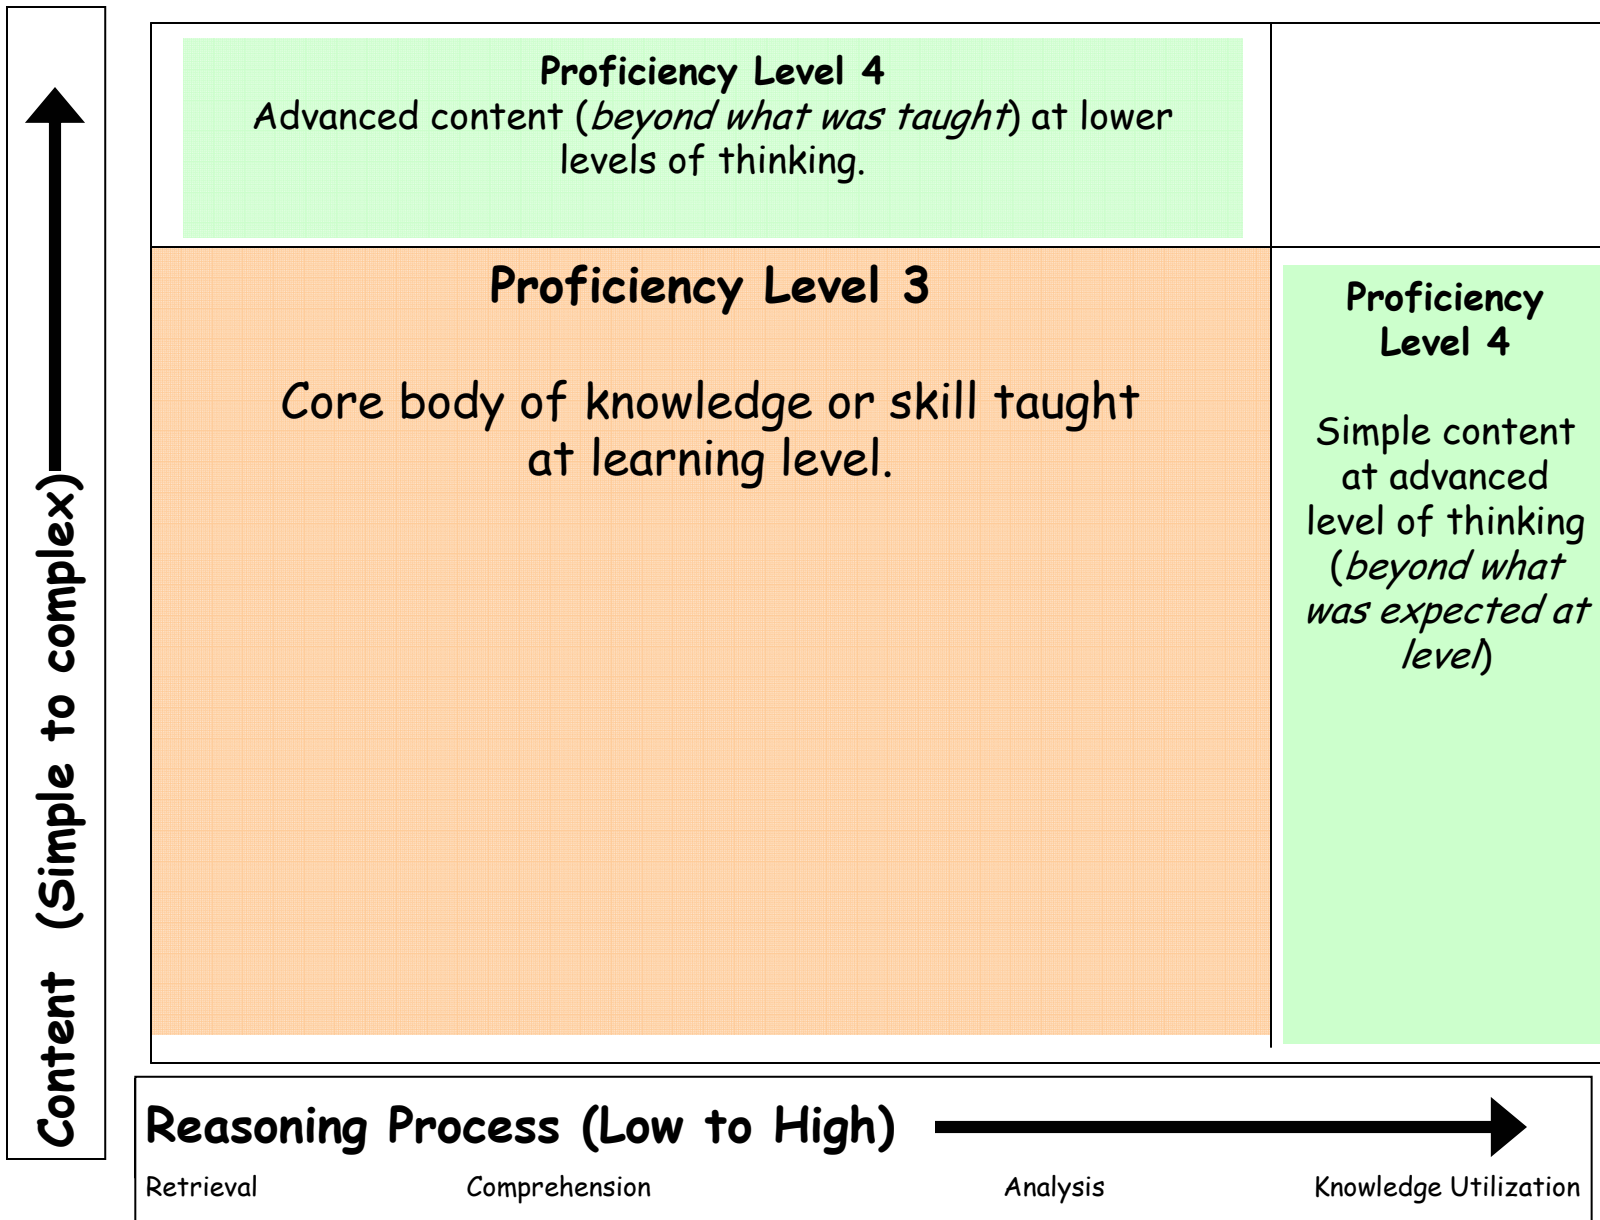 Proficiency Level 4
Advanced content (beyond what was taught) at lower
levels of thinking.
Proficiency Level 3
Core body of knowledge or skill taught
at learning level.
Proficiency
Level 4
Simple content
at advanced
level of thinking
(beyond what
was expected at
level)
Content (Simple to complex)
Reasoning Process (Low to High)
Retrieval Comprehension Analysis Knowledge Utilization